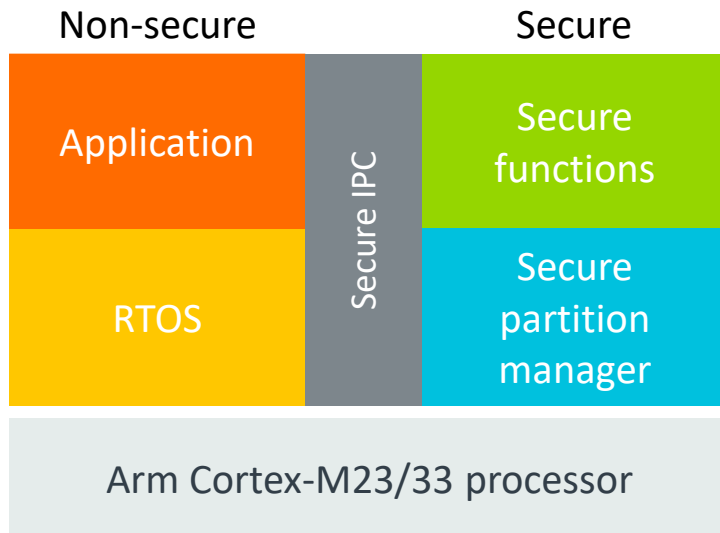 Non-secure
Secure
Application
Secure IPC
Secure
functions
RTOS
Secure
partition
manager
Arm Cortex-M23/33 processor